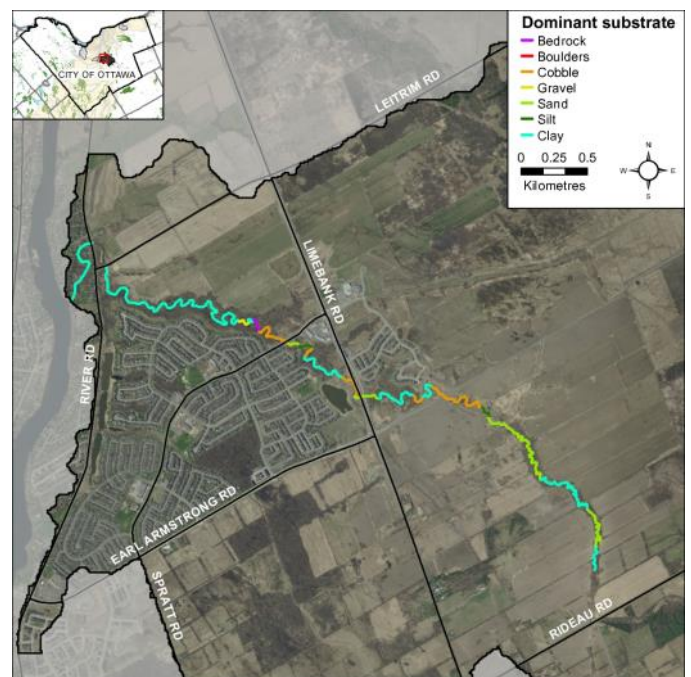 CITY OF OTTAWA
Dominant substrate
Bedrock
Boulders
Cobble
Gravel
Sand
Silt
Clay
0 0.25 0.5
Kilometres
N
W E
S
LEITRIM RD
LIMEBANK RD
RIVER RD
EARL ARMSTRONG RD
SPRATT RD
RIDEAU RD